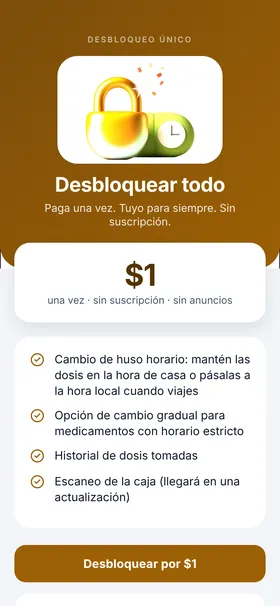 DESBLOQUEO ÚNICO
Desbloquear todo
Paga una vez. Tuyo para siempre. Sin
suscripción.
$1
una vez · sin suscripción · sin anuncios
Cambio de huso horario: mantén las
dosis en la hora de casa o pásalas a
la hora local cuando viajes
Opción de cambio gradual para
medicamentos con horario estricto
Historial de dosis tomadas
Escaneo de la caja (llegará en una
actualización)
Desbloquear por $1